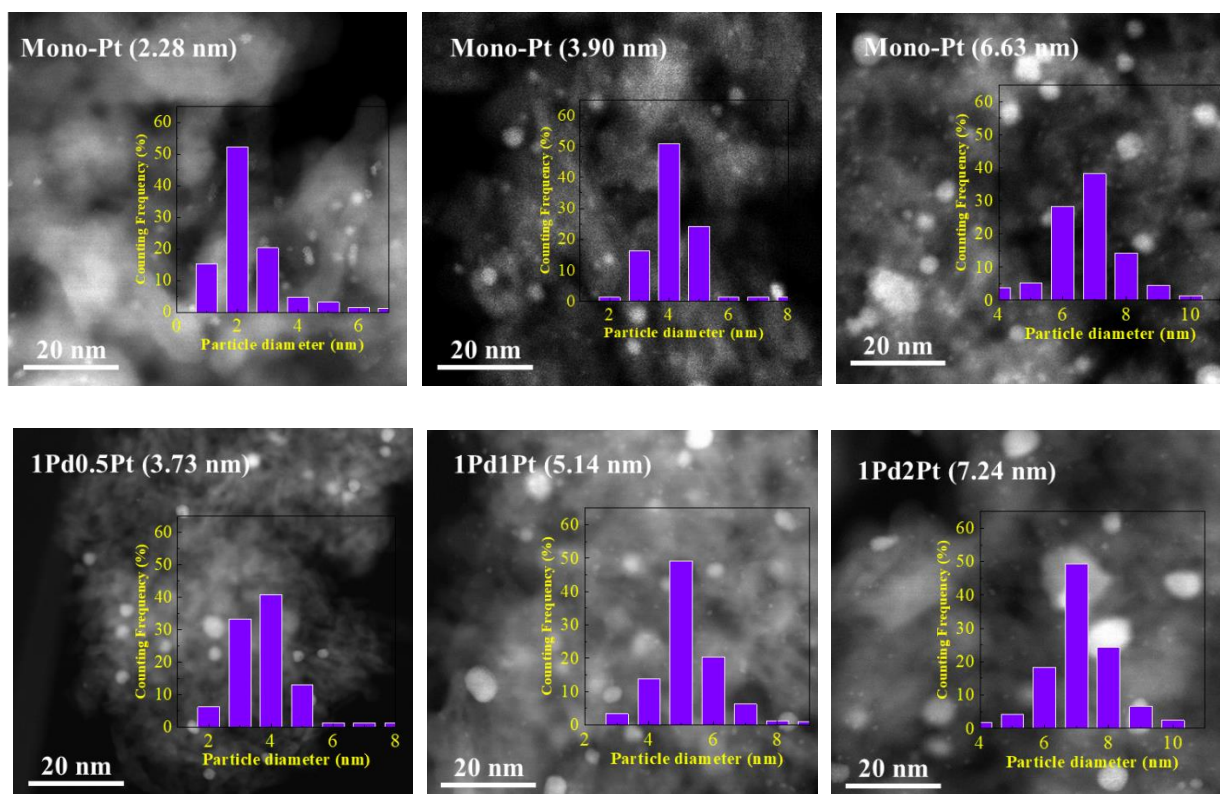 Mono-Pt (2.28 nm)
60
50
40
30
20
10
0
Counting Frequency (%)
0 2 4 6
Particle diameter (nm)
20 nm
Mono-Pt (3.90 nm)
60
50
40
30
20
10
0
Counting Frequency (%)
2 4 6 8
Particle diameter (nm)
20 nm
Mono-Pt (6.63 nm)
60
50
40
30
20
10
0
Counting Frequency (%)
4 6 8 10
Particle diameter (nm)
20 nm
1Pd0.5Pt (3.73 nm)
60
50
40
30
20
10
0
Counting Frequency (%)
2 4 6 8
Particle diameter (nm)
20 nm
1Pd1Pt (5.14 nm)
60
50
40
30
20
10
0
Counting Frequency (%)
2 4 6 8
Particle diameter (nm)
20 nm
1Pd2Pt (7.24 nm)
60
50
40
30
20
10
0
Counting Frequency (%)
4 6 8 10
Particle diameter (nm)
20 nm